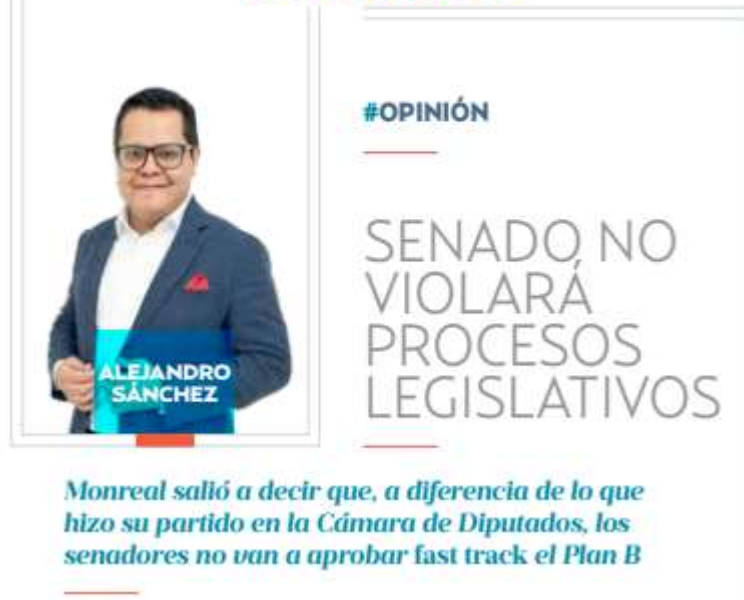 #OPINIÓN
SENADO NO
VIOLARÁ
PROCESOS
LEGISLATIVOS
ALEJANDRO
SÁNCHEZ
Monreal salió a decir que, a diferencia de lo que
hizo su partido en la Cámara de Diputados, los
senadores no van a aprobar fast track el Plan B